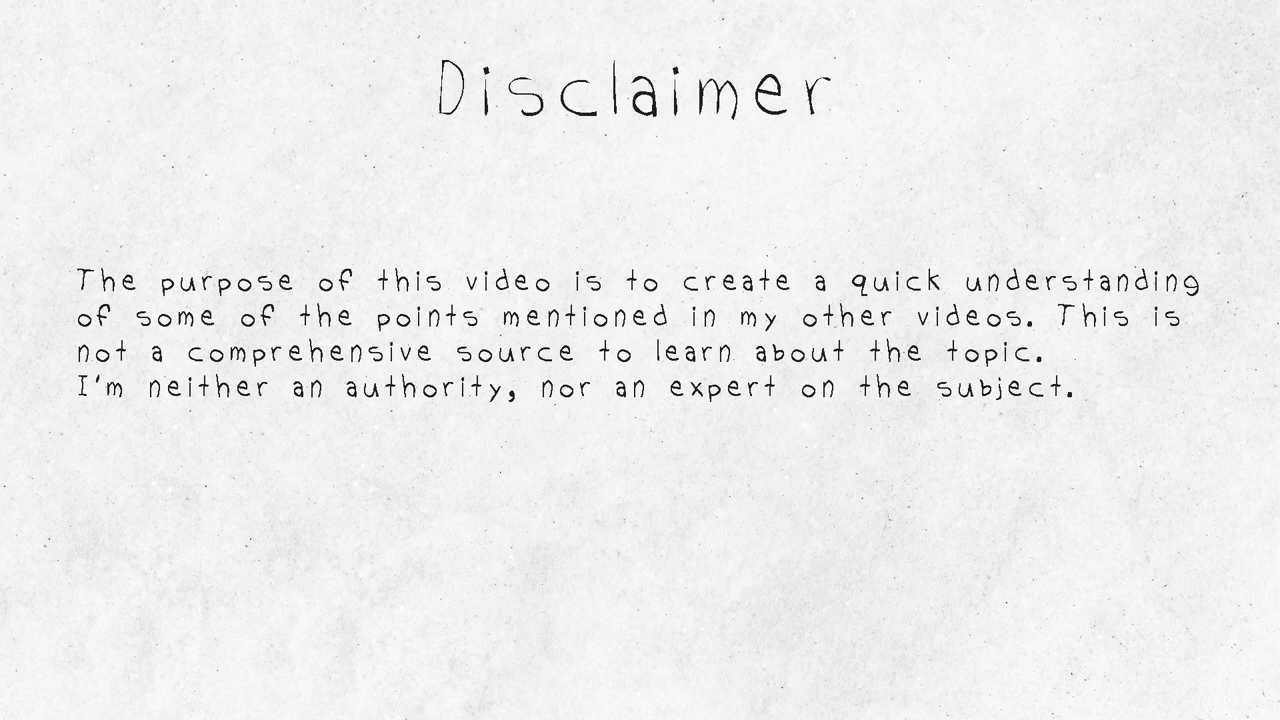 Disclaimer
The purpose of this video is to create a quick understanding
of some of the points mentioned in my other videos. This is
not a comprehensive source to learn about the topic.
I'm neither an authority, nor an expert on the subject.